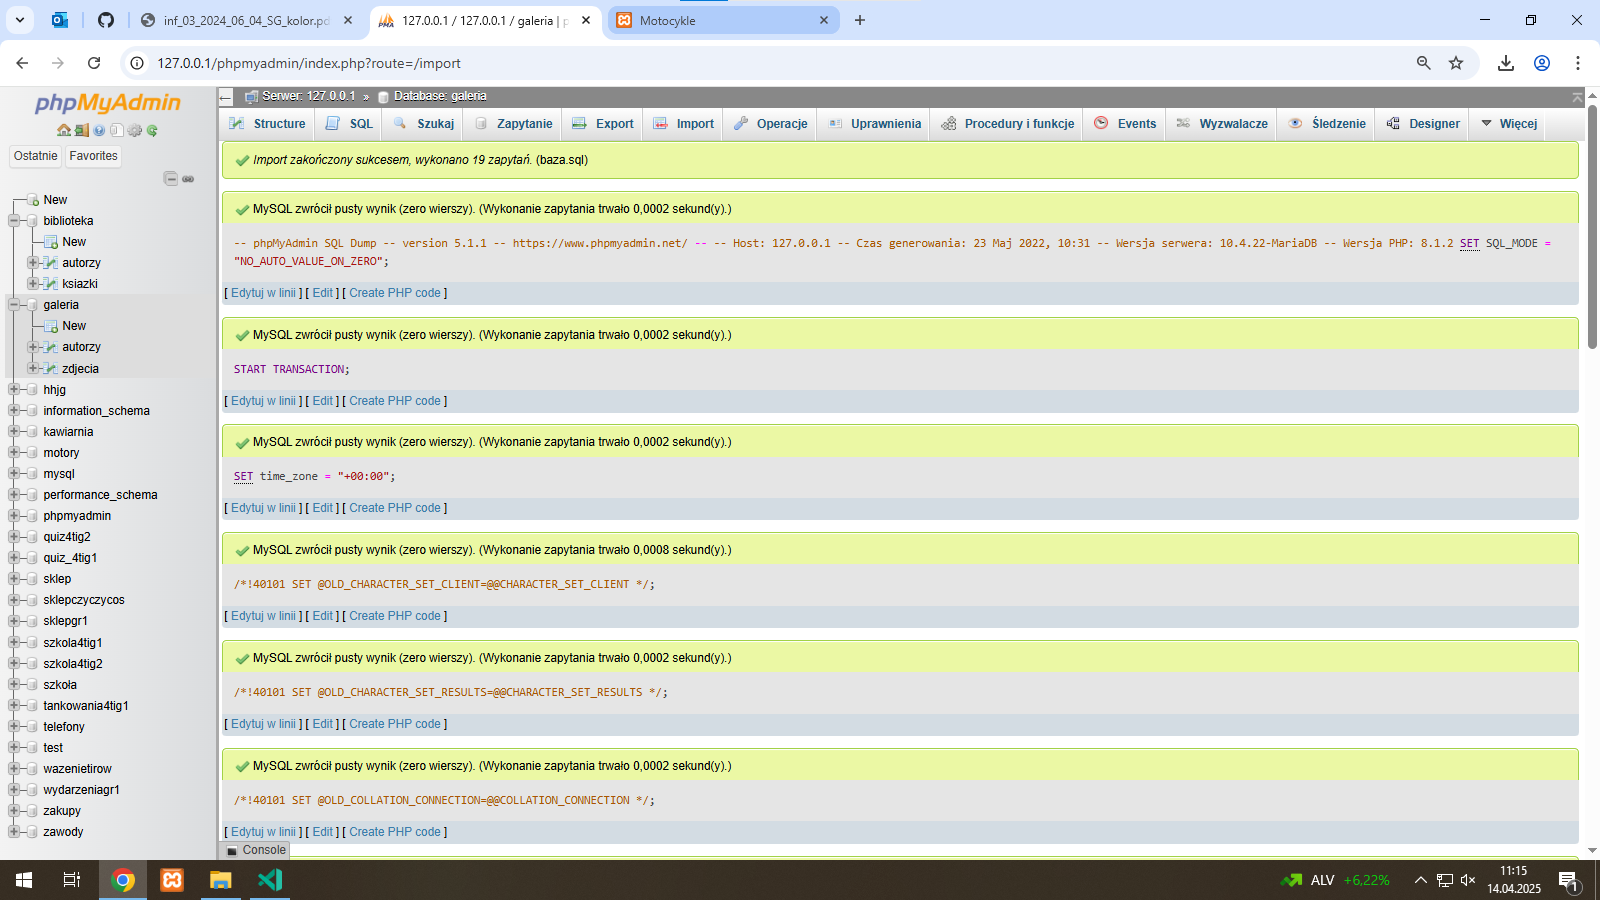 inf_03_2024_06_04_SG_kolor.pd
127.0.0.1 / 127.0.0.1 / galeria | p
Motocykle
127.0.0.1/phpmyadmin/index.php?route=/import
phpMyAdmin
Ostatnie
Favorites
New
biblioteka
New
autorzy
ksiazki
galeria
New
autorzy
zdjecia
hhjg
information_schema
kawiarnia
motory
mysql
performance_schema
phpmyadmin
quiz4tig2
quiz_4tig1
sklep
sklepczyczycos
sklepgr1
szkola4tig1
szkola4tig2
szkoła
tankowania4tig1
telefony
test
wazenietirow
wydarzeniagr1
zakupy
zawody
Serwer: 127.0.0.1 » Database: galeria
Structure SQL Szukaj Zapytanie Export Import Operacje Uprawnienia Procedury i funkcje Events Wyzwalacze Śledzenie Designer Więcej
Import zakończony sukcesem, wykonano 19 zapytań. (baza.sql)
MySQL zwrócił pusty wynik (zero wierszy). (Wykonanie zapytania trwało 0,0002 sekund(y).)
-- phpMyAdmin SQL Dump -- version 5.1.1 -- https://www.phpmyadmin.net/ -- -- Host: 127.0.0.1 -- Czas generowania: 23 Maj 2022, 10:31 -- Wersja serwera: 10.4.22-MariaDB -- Wersja PHP: 8.1.2 SET SQL_MODE =
"NO_AUTO_VALUE_ON_ZERO";
[ Edytuj w linii ] [ Edit ] [ Create PHP code ]
MySQL zwrócił pusty wynik (zero wierszy). (Wykonanie zapytania trwało 0,0002 sekund(y).)
START TRANSACTION;
[ Edytuj w linii ] [ Edit ] [ Create PHP code ]
MySQL zwrócił pusty wynik (zero wierszy). (Wykonanie zapytania trwało 0,0002 sekund(y).)
SET time_zone = "+00:00";
[ Edytuj w linii ] [ Edit ] [ Create PHP code ]
MySQL zwrócił pusty wynik (zero wierszy). (Wykonanie zapytania trwało 0,0008 sekund(y).)
/*!40101 SET @OLD_CHARACTER_SET_CLIENT=@@CHARACTER_SET_CLIENT */;
[ Edytuj w linii ] [ Edit ] [ Create PHP code ]
MySQL zwrócił pusty wynik (zero wierszy). (Wykonanie zapytania trwało 0,0002 sekund(y).)
/*!40101 SET @OLD_CHARACTER_SET_RESULTS=@@CHARACTER_SET_RESULTS */;
[ Edytuj w linii ] [ Edit ] [ Create PHP code ]
MySQL zwrócił pusty wynik (zero wierszy). (Wykonanie zapytania trwało 0,0002 sekund(y).)
/*!40101 SET @OLD_COLLATION_CONNECTION=@@COLLATION_CONNECTION */;
[ Edytuj w linii ] [ Edit ] [ Create PHP code ]
Console
ALV +6,22%
11:15
14.04.2025
1